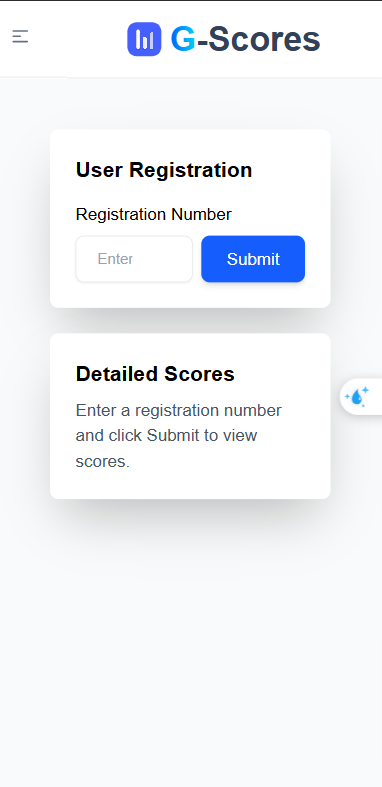 G-Scores
User Registration
Registration Number
Enter
Submit
Detailed Scores
Enter a registration number
and click Submit to view
scores.